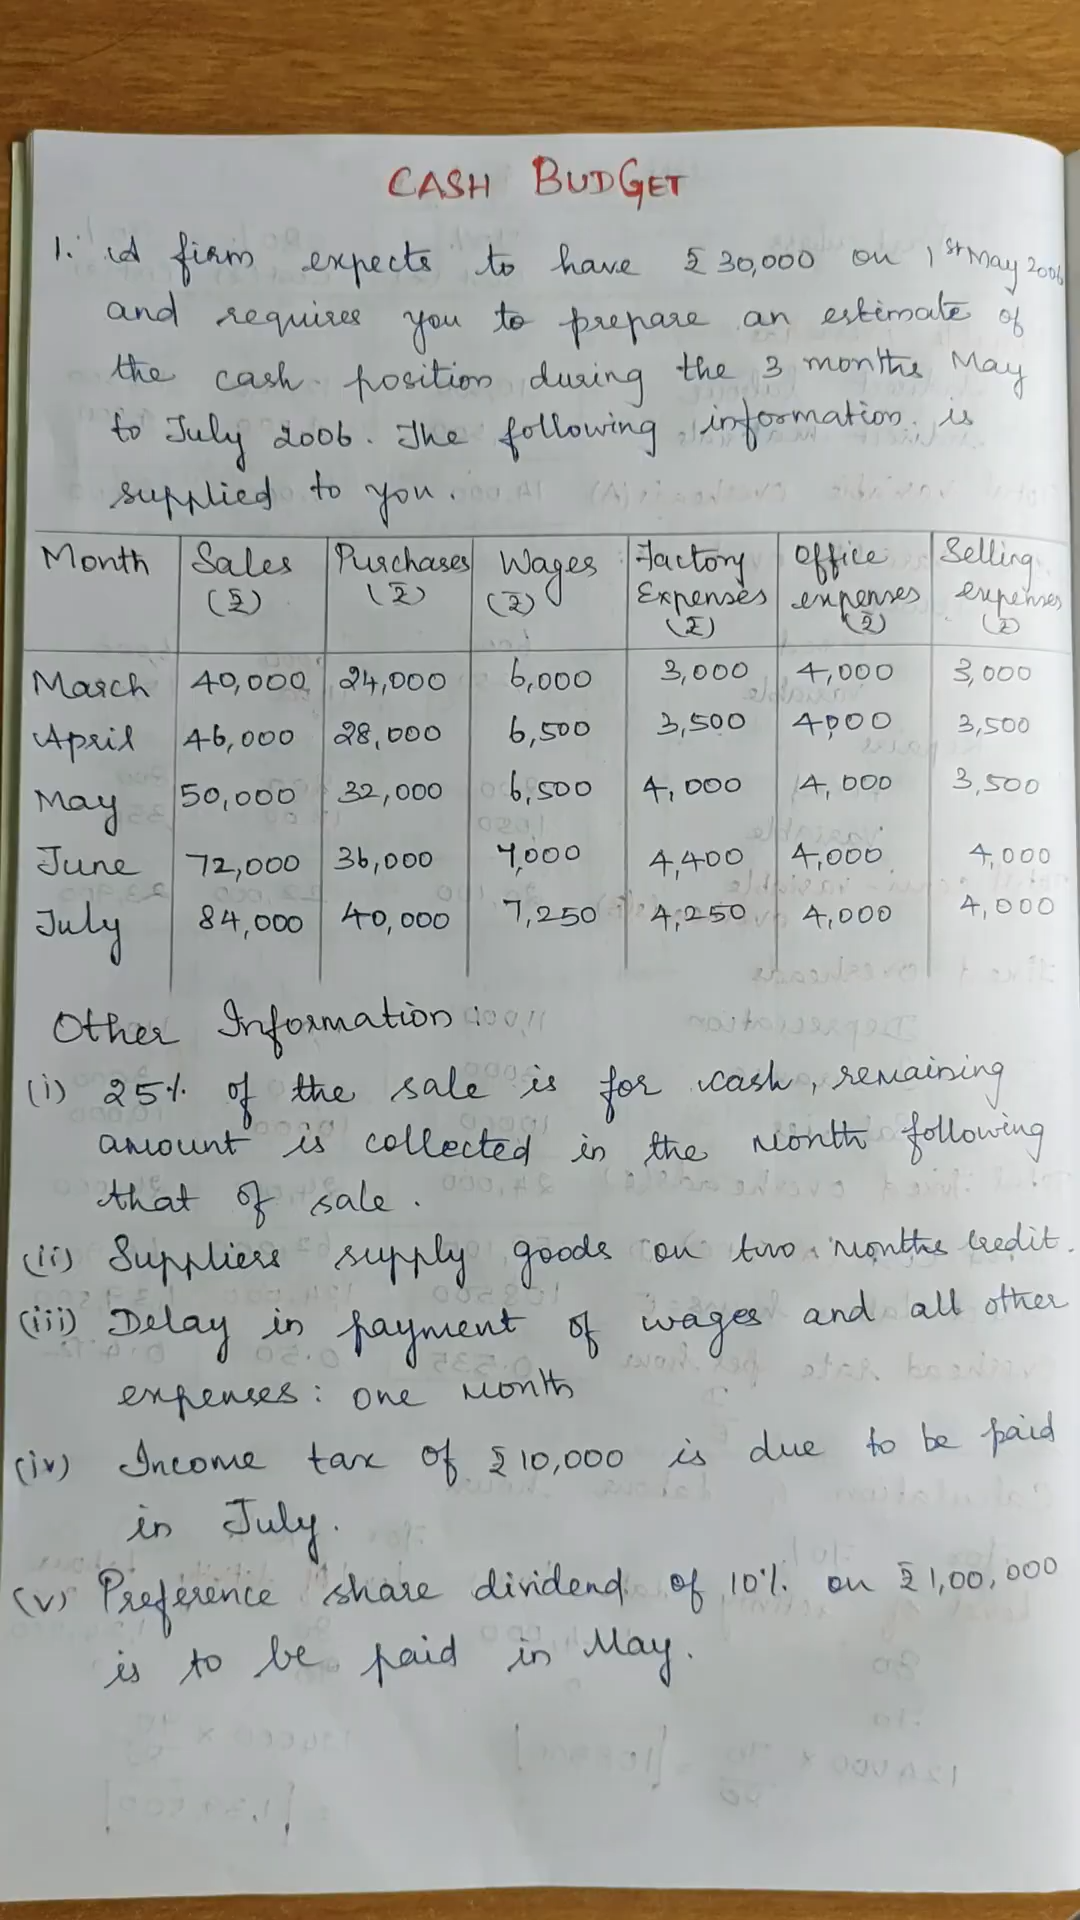 CASH BUDGET
1. A firm expects to have ₹ 30,000 on 1st May 2006
and requires you to prepare an estimate of
the cash position during the 3 months May
to July 2006. The following information is
supplied to you.
Month Sales (₹) Purchases (₹) Wages (₹) Factory Expenses (₹) Office expenses (₹) Selling expenses (₹)
March 40,000 24,000 6,000 3,000 4,000 3,000
April 46,000 28,000 6,500 3,500 4,000 3,500
May 50,000 32,000 6,500 4,000 4,000 3,500
June 72,000 36,000 7,000 4,400 4,000 4,000
July 84,000 40,000 7,250 4,250 4,000 4,000
Other Information:
(i) 25% of the sale is for cash, remaining
amount is collected in the month following
that of sale.
(ii) Suppliers supply goods on two months credit.
(iii) Delay in payment of wages and all other
expenses: one month
(iv) Income tax of ₹ 10,000 is due to be paid
in July.
(v) Preference share dividend of 10% on ₹ 1,00,000
is to be paid in May.